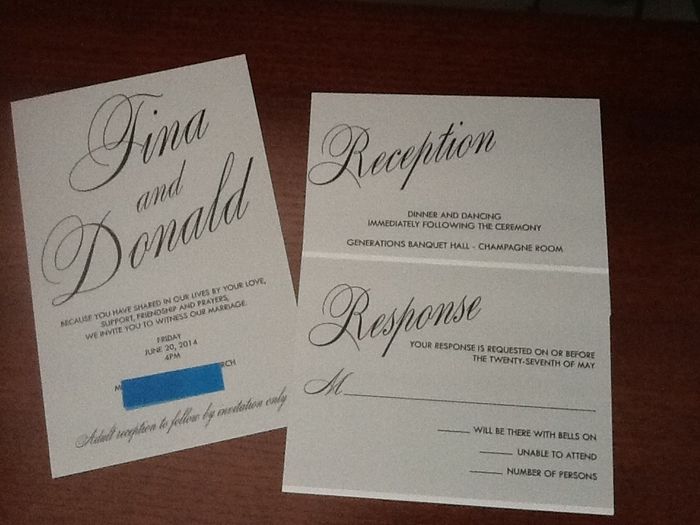 Fina
and
Donald
BECAUSE YOU HAVE SHARED IN OUR LIVES BY YOUR LOVE,
SUPPORT, FRIENDSHIP AND PRAYERS,
WE INVITE YOU TO WITNESS OUR MARRIAGE.
FRIDAY
JUNE 20, 2014
4PM
Adult reception to follow by invitation only
Reception
DINNER AND DANCING
IMMEDIATELY FOLLOWING THE CEREMONY
GENERATIONS BANQUET HALL - CHAMPAGNE ROOM
Response
YOUR RESPONSE IS REQUESTED ON OR BEFORE
THE TWENTY-SEVENTH OF MAY
M
WILL BE THERE WITH BELLS ON
UNABLE TO ATTEND
NUMBER OF PERSONS